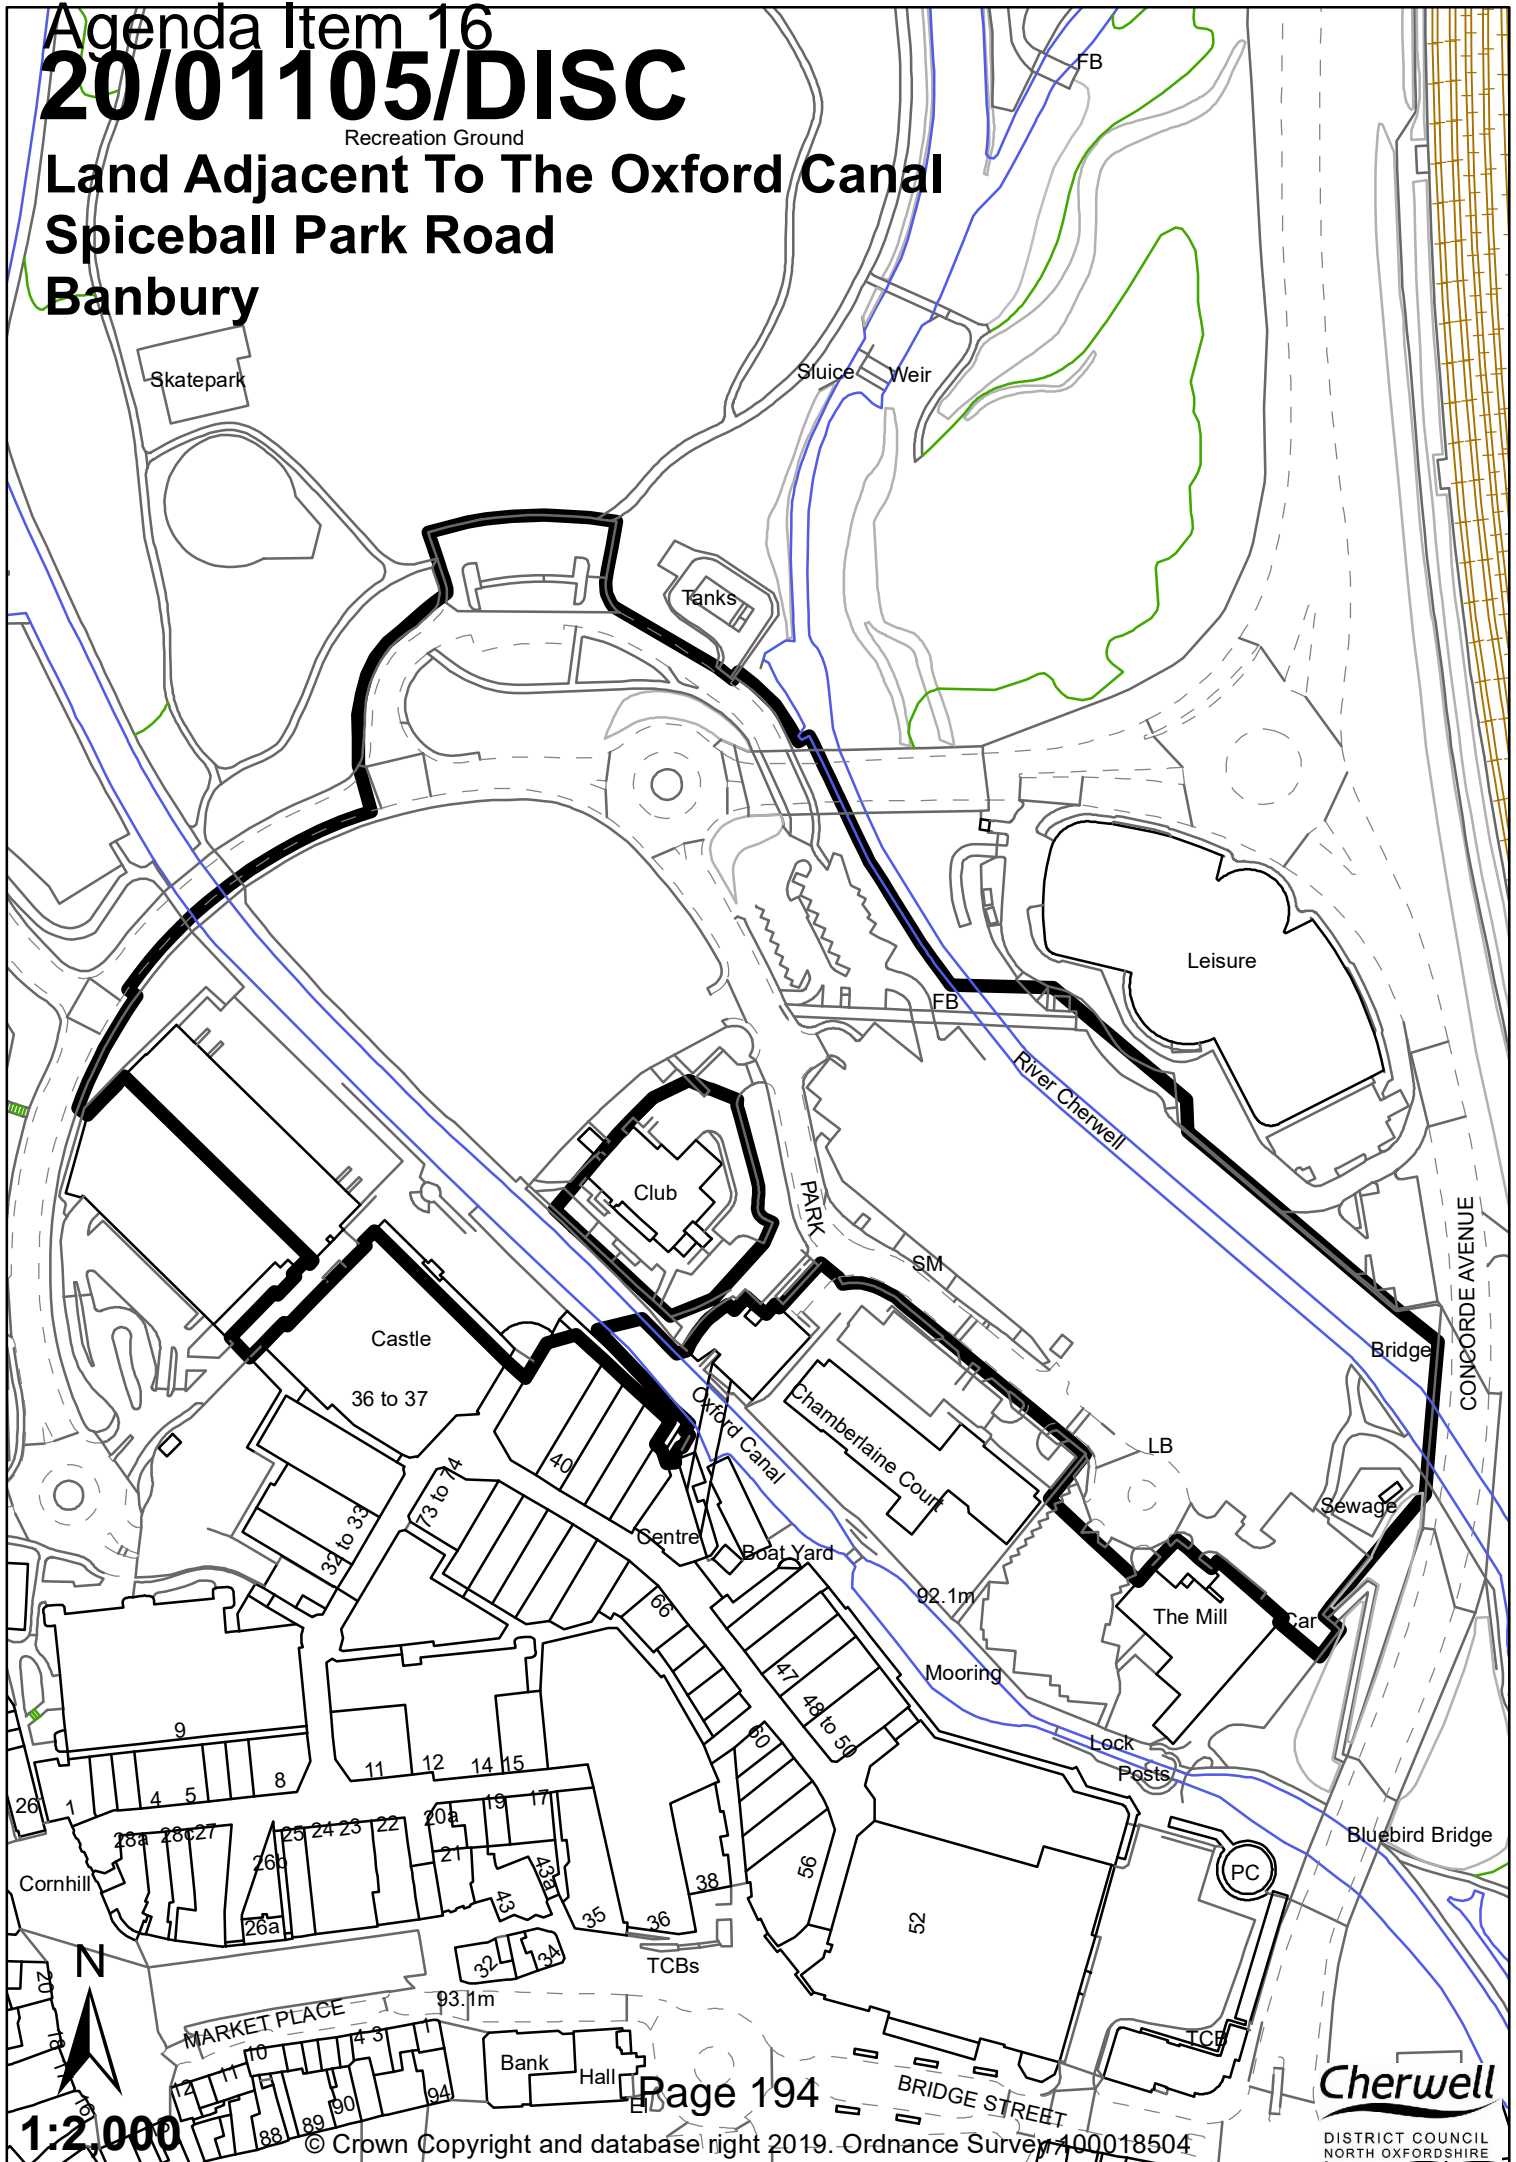 Agenda Item 16
20/01105/DISC
Recreation Ground
Land Adjacent To The Oxford Canal
Spiceball Park Road
Banbury
FB
Skatepark
Sluice
Weir
Tanks
Leisure
FB
River Cherwell
Club
PARK
SM
CONCORDE AVENUE
Castle
Bridge
36 to 37
Oxford Canal
Chamberlaine Court
LB
40
73 to 74
Sewage
32 to 33
Centre
Boat Yard
92.1m
66
The Mill
Car
47
Mooring
48 to 50
9
60
Lock
11
12
14
15
Posts
8
4
5
26
1
17
19
20a
22
23
24
25
27
28c
28a
Bluebird Bridge
21
26b
43a
56
PC
Cornhill
38
43
26a
35
36
52
32
34
TCBs
N
20
93.1m
MARKET PLACE
18
10
4
3
1
TCB
11
12
Bank
Hall
El
Page 194
BRIDGE STREET
Cherwell
16
94
90
89
88
1:2,000
© Crown Copyright and database right 2019. Ordnance Survey 100018504
DISTRICT COUNCIL
NORTH OXFORDSHIRE